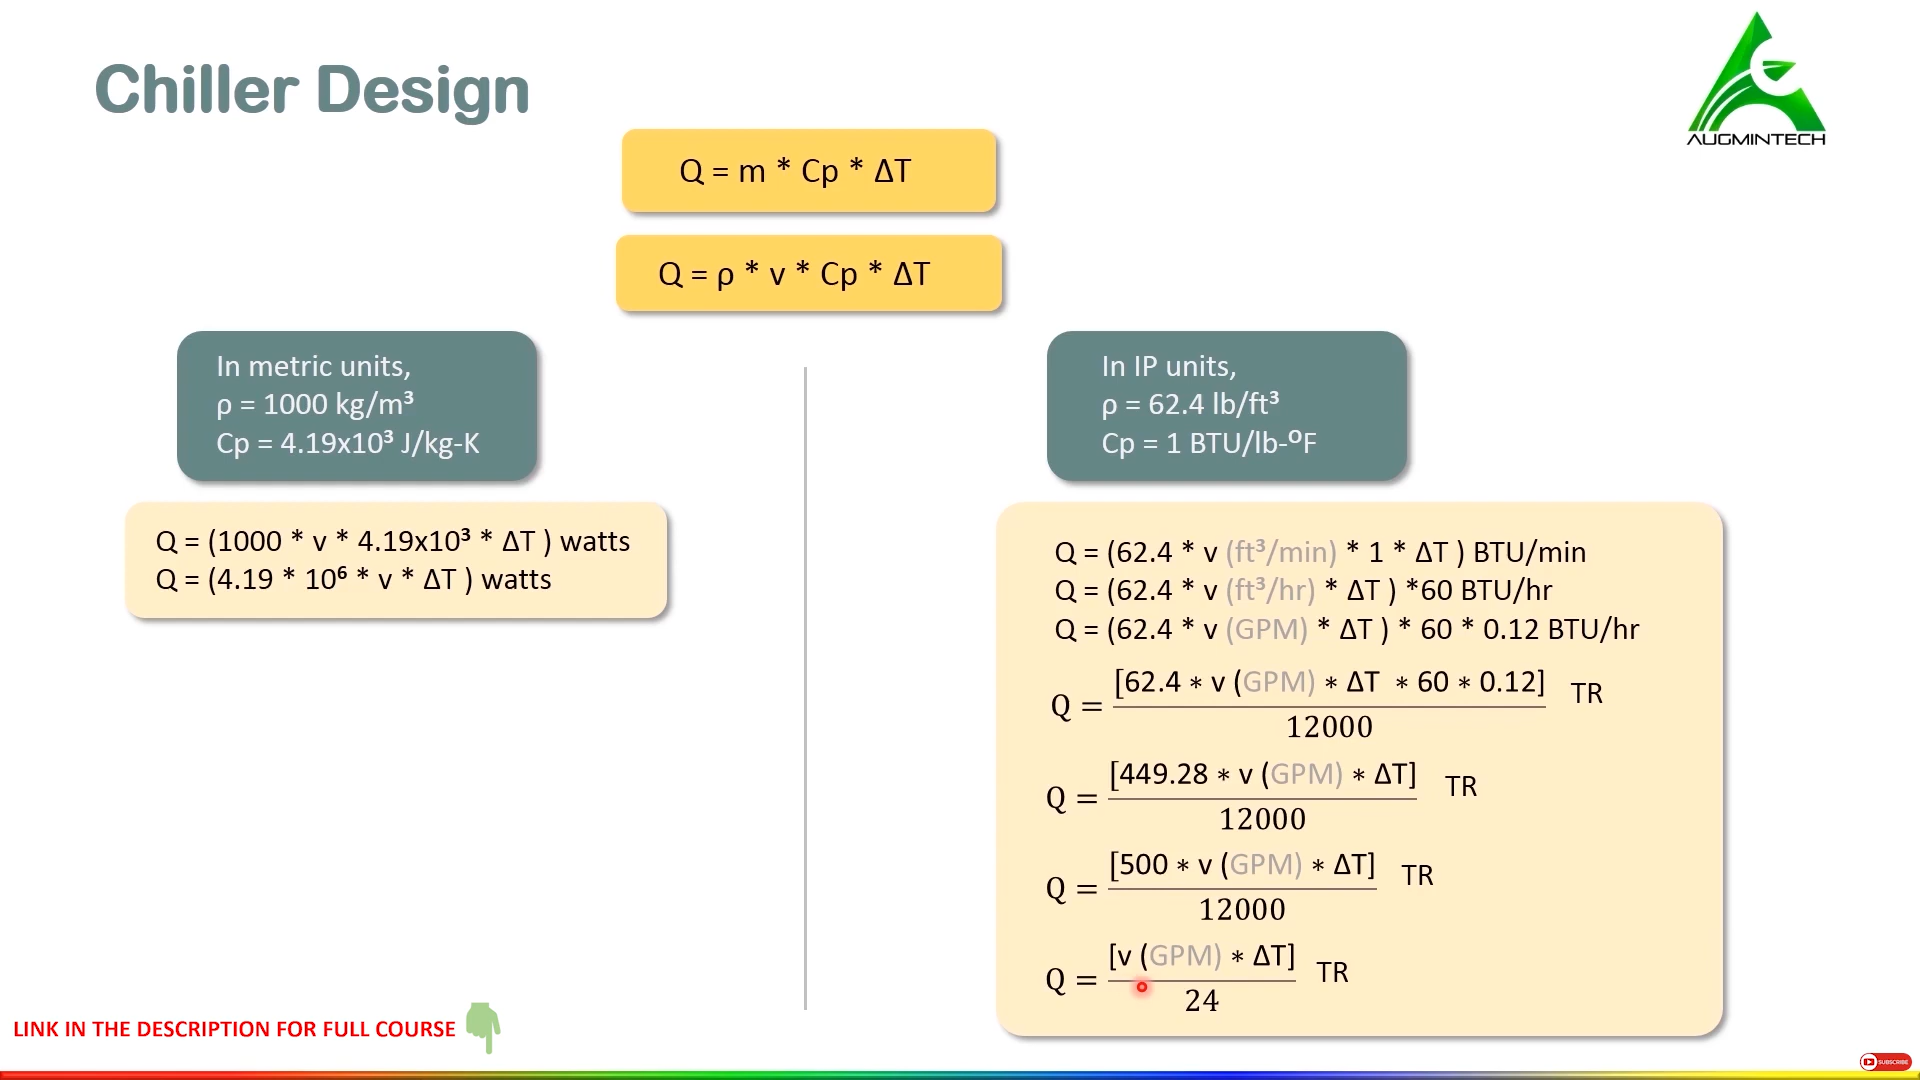 Chiller Design
AUGMINTECH
Q = m * Cp * ΔT
Q = ρ * v * Cp * ΔT
In metric units,
ρ = 1000 kg/m³
Cp = 4.19x10³ J/kg-K
Q = (1000 * v * 4.19x10³ * ΔT ) watts
Q = (4.19 * 10⁶ * v * ΔT ) watts
In IP units,
ρ = 62.4 lb/ft³
Cp = 1 BTU/lb-⁰F
Q = (62.4 * v (ft³/min) * 1 * ΔT ) BTU/min
Q = (62.4 * v (ft³/hr) * ΔT ) *60 BTU/hr
Q = (62.4 * v (GPM) * ΔT ) * 60 * 0.12 BTU/hr
[62.4 ∗ v (GPM) ∗ ΔT ∗ 60 ∗ 0.12]
Q = TR
12000
[449.28 ∗ v (GPM) ∗ ΔT]
Q = TR
12000
[500 ∗ v (GPM) ∗ ΔT]
Q = TR
12000
[v (GPM) ∗ ΔT]
Q = TR
24
LINK IN THE DESCRIPTION FOR FULL COURSE
SUBSCRIBE